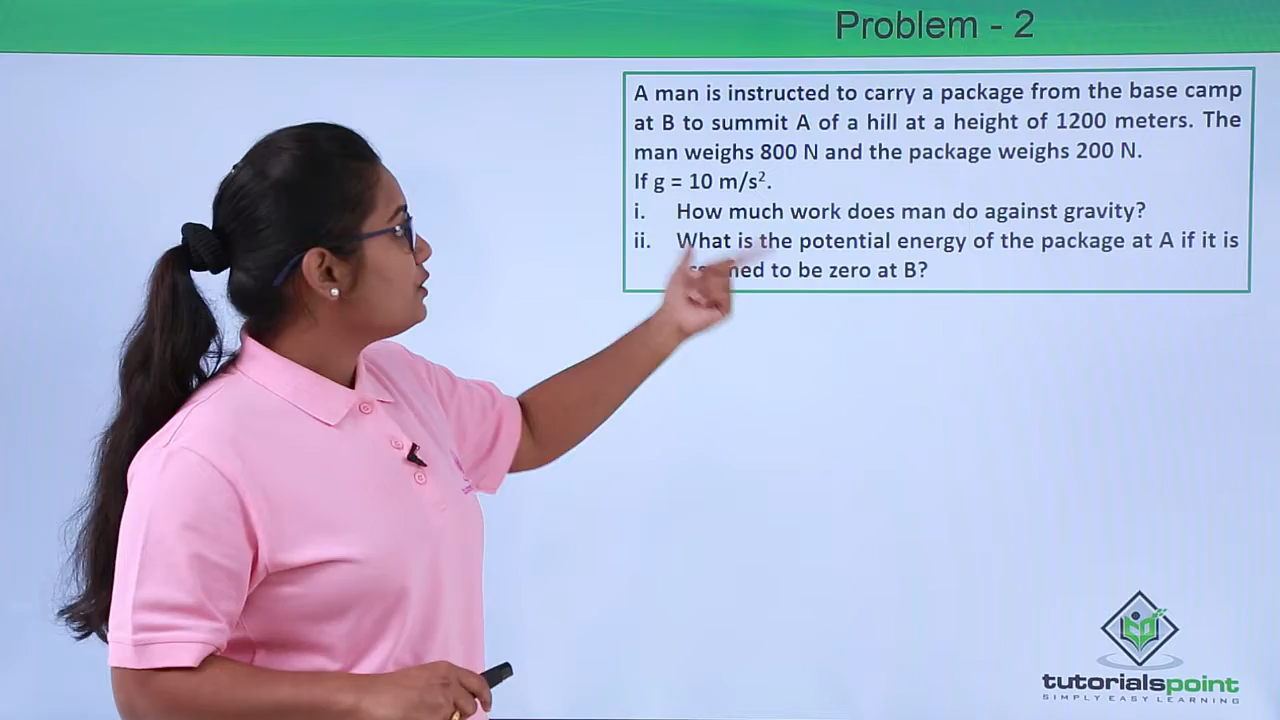 Problem - 2
A man is instructed to carry a package from the base camp
at B to summit A of a hill at a height of 1200 meters. The
man weighs 800 N and the package weighs 200 N.
If g = 10 m/s².
i. How much work does man do against gravity?
ii. What is the potential energy of the package at A if it is
to be zero at B?
tutorialspoint
SIMPLY EASY LEARNING